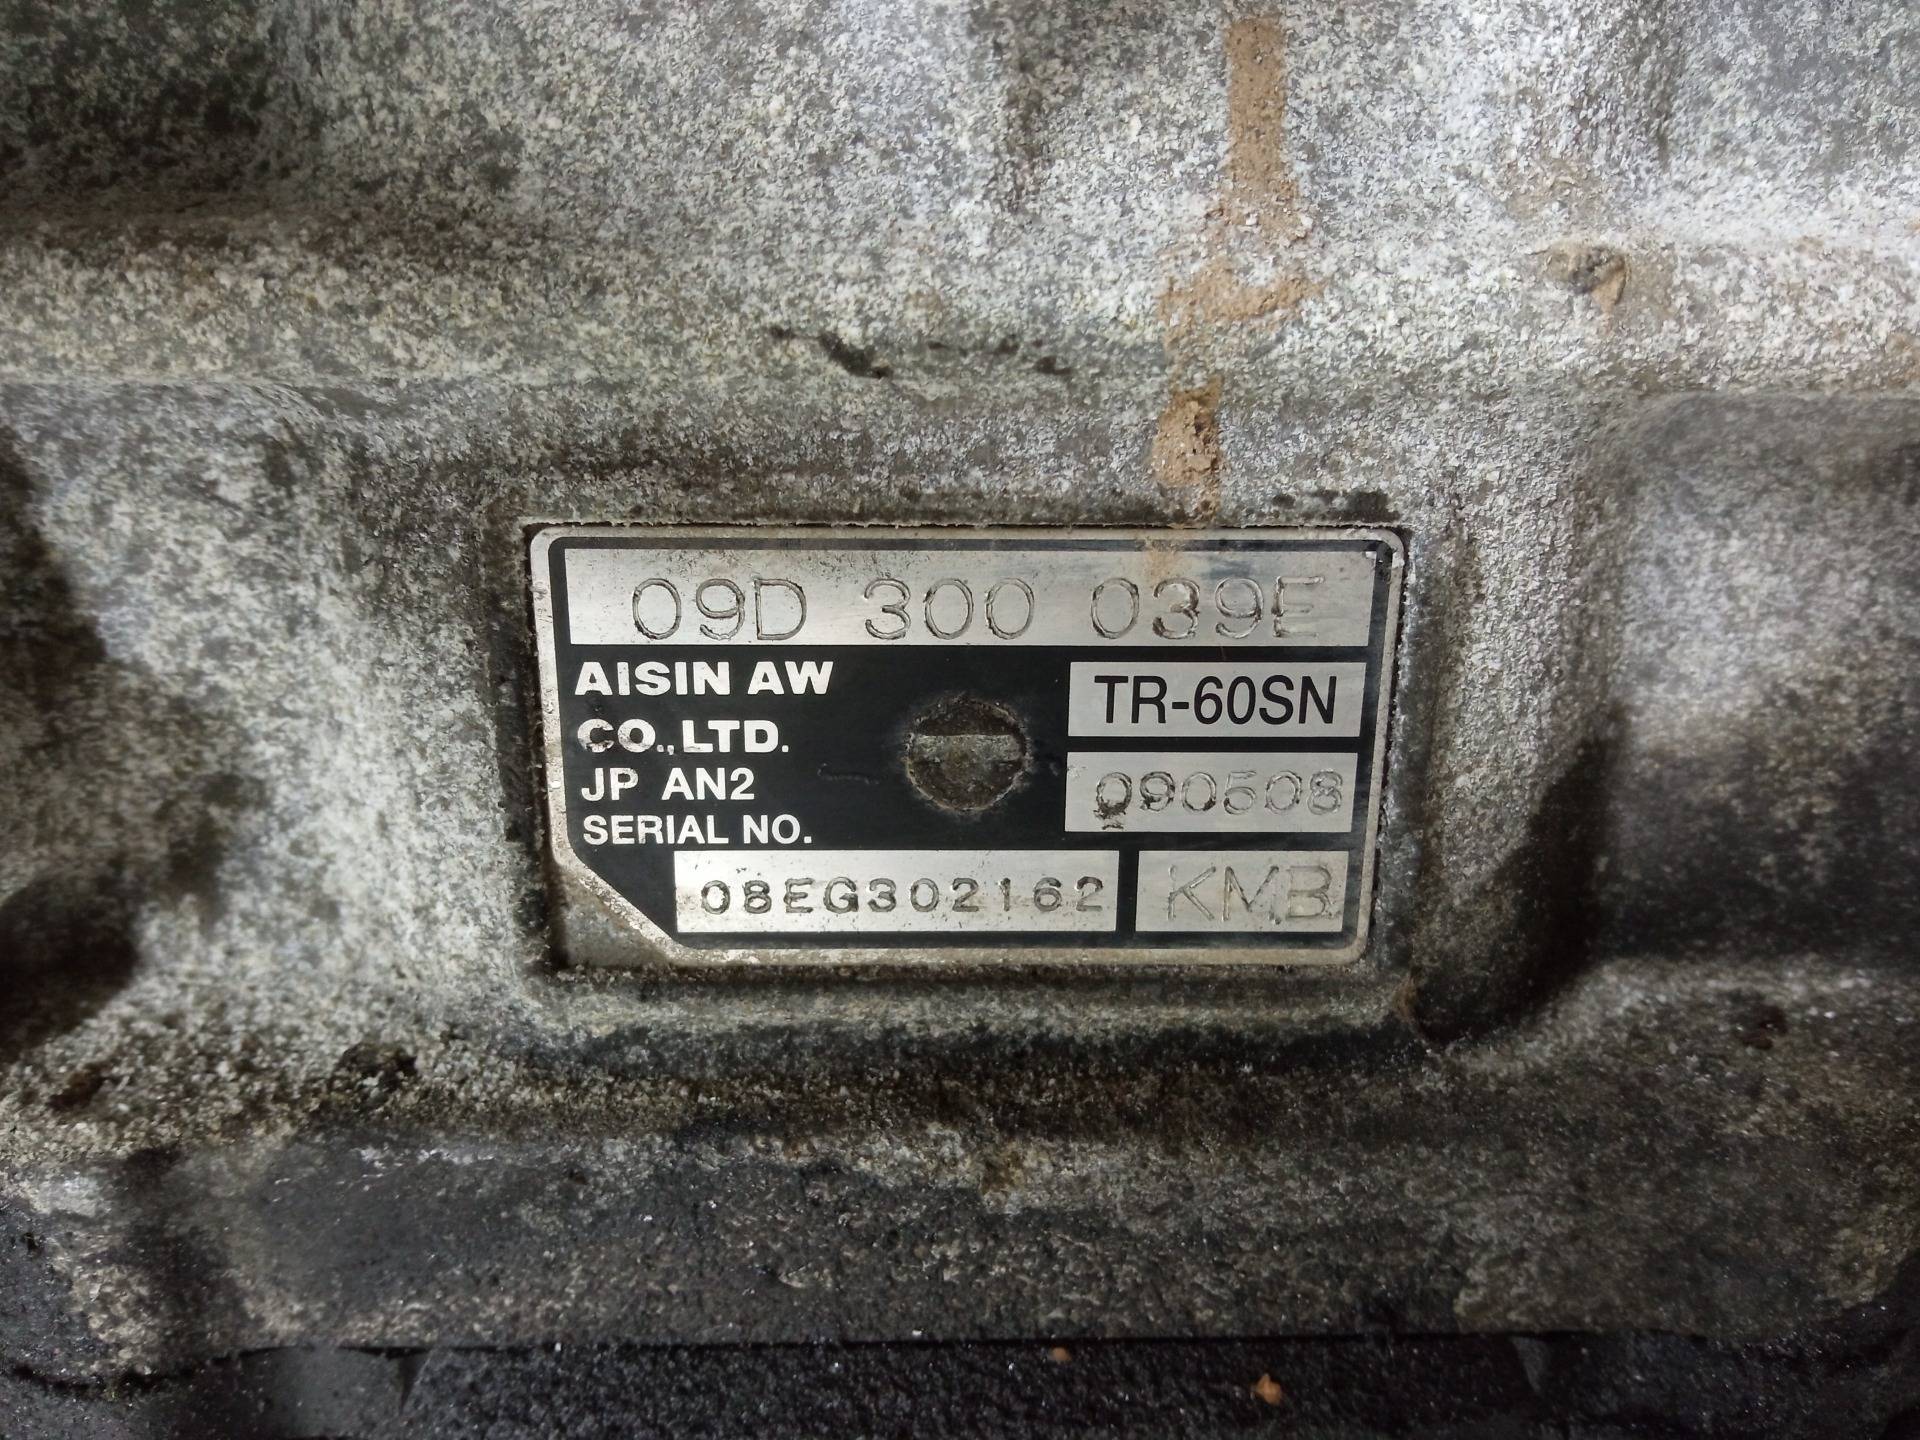 09D 300 039E
AISIN AW
CO.,LTD.
TR-60SN
JP AN2
090508
SERIAL NO.
08EG302162
KMB